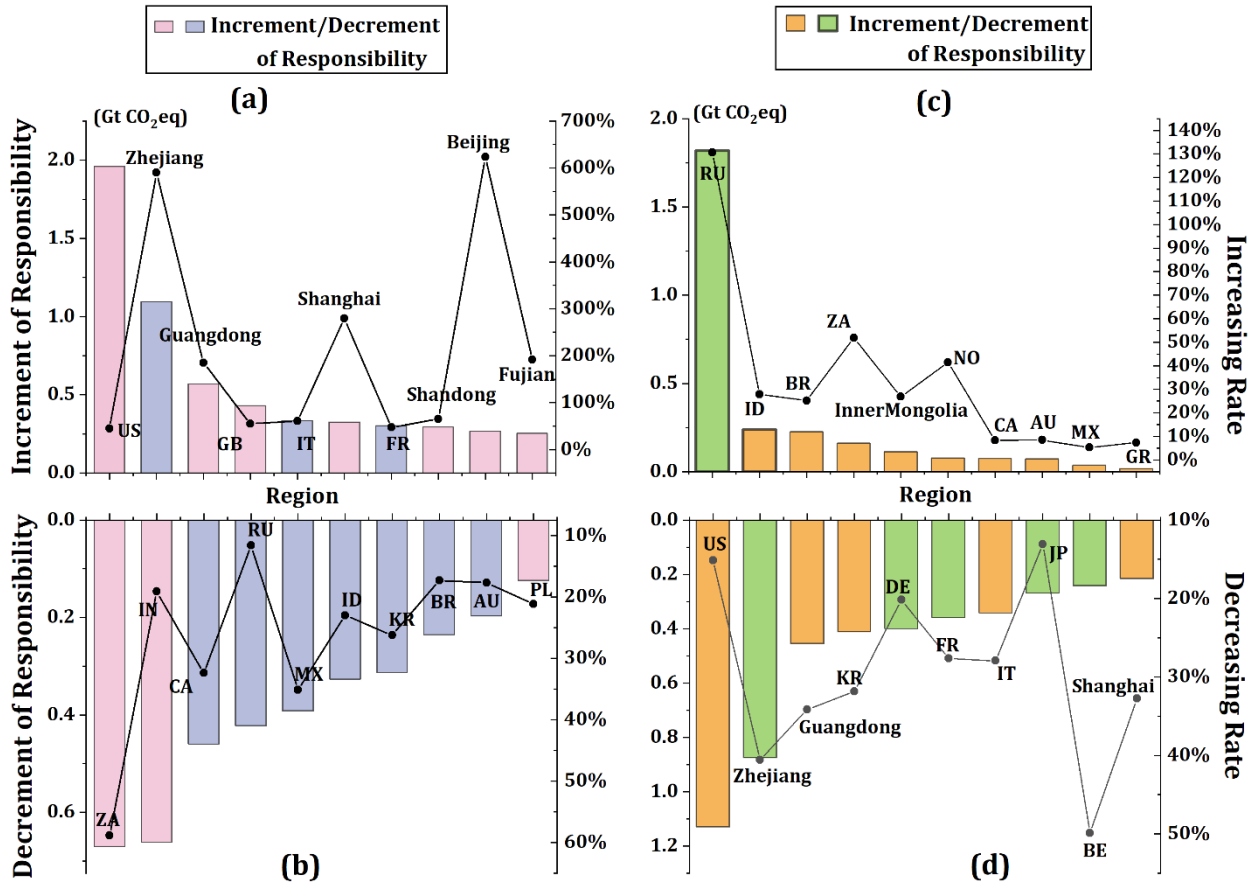 Increment/Decrement
of Responsibility
Increment/Decrement
of Responsibility
(a)
(c)
(Gt CO₂eq)
(Gt CO₂eq)
Increment of Responsibility
2.0
1.5
1.0
0.5
0.0
700%
600%
500%
400%
300%
200%
100%
0%
US
Zhejiang
Guangdong
GB
IT
Shanghai
FR
Shandong
Beijing
Fujian
2.0
1.5
1.0
0.5
0.0
140%
130%
120%
110%
100%
90%
80%
70%
60%
50%
40%
30%
20%
10%
0%
Increasing Rate
RU
ID
BR
ZA
InnerMongolia
NO
CA
AU
MX
GR
Region
Region
Decrement of Responsibility
0.0
0.2
0.4
0.6
10%
20%
30%
40%
50%
60%
ZA
IN
CA
RU
MX
ID
KR
BR
AU
PL
(b)
0.0
0.2
0.4
0.6
0.8
1.0
1.2
10%
20%
30%
40%
50%
Decreasing Rate
US
Zhejiang
Guangdong
KR
DE
FR
IT
JP
BE
Shanghai
(d)